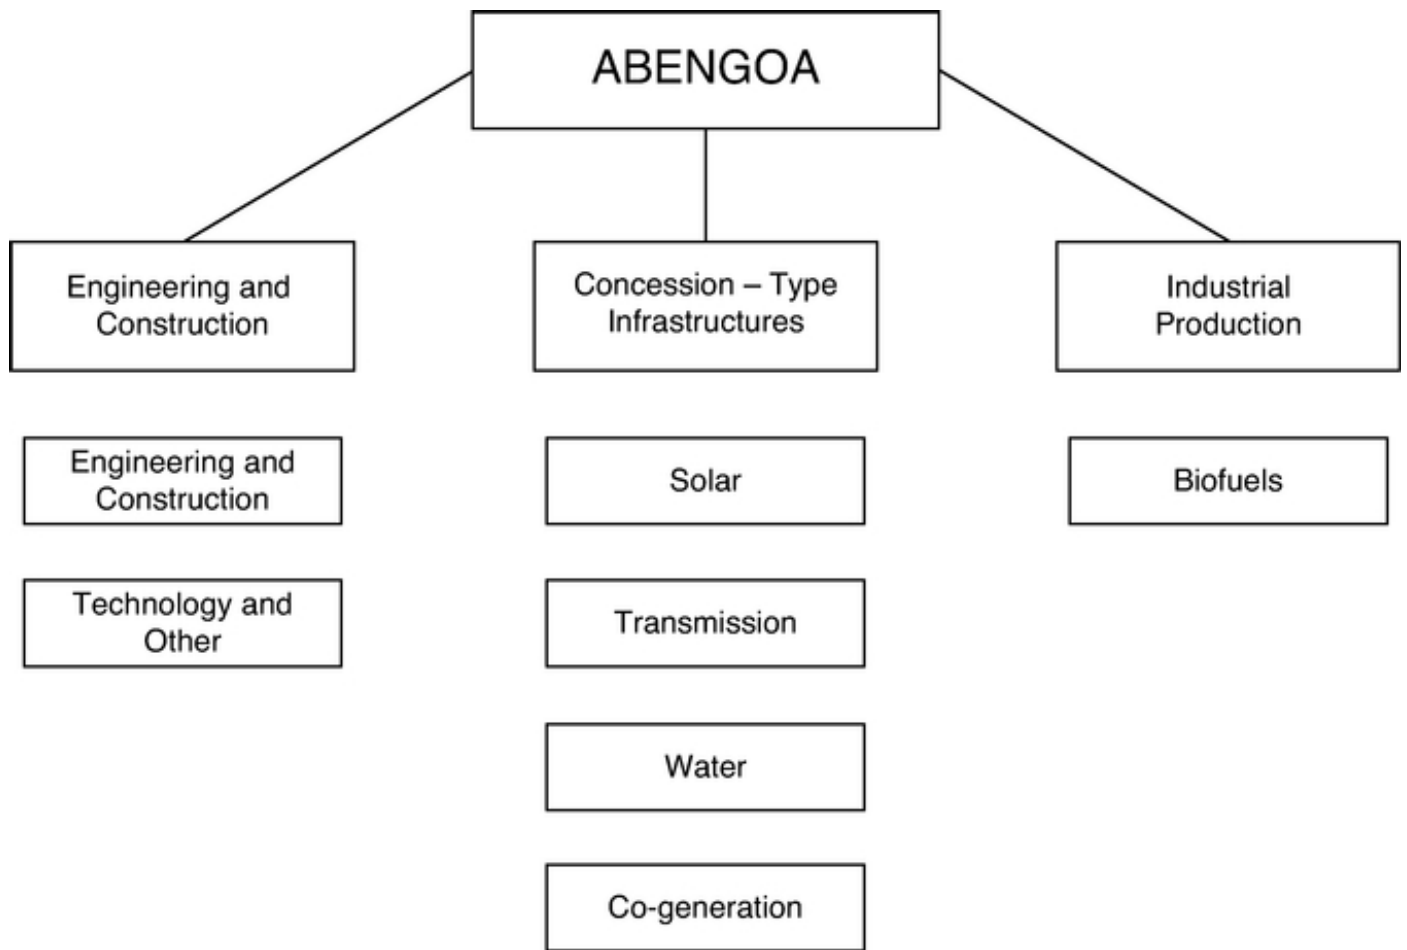 ABENGOA
Engineering and
Construction
Concession – Type
Infrastructures
Industrial
Production
Engineering and
Construction
Solar
Biofuels
Technology and
Other
Transmission
Water
Co-generation